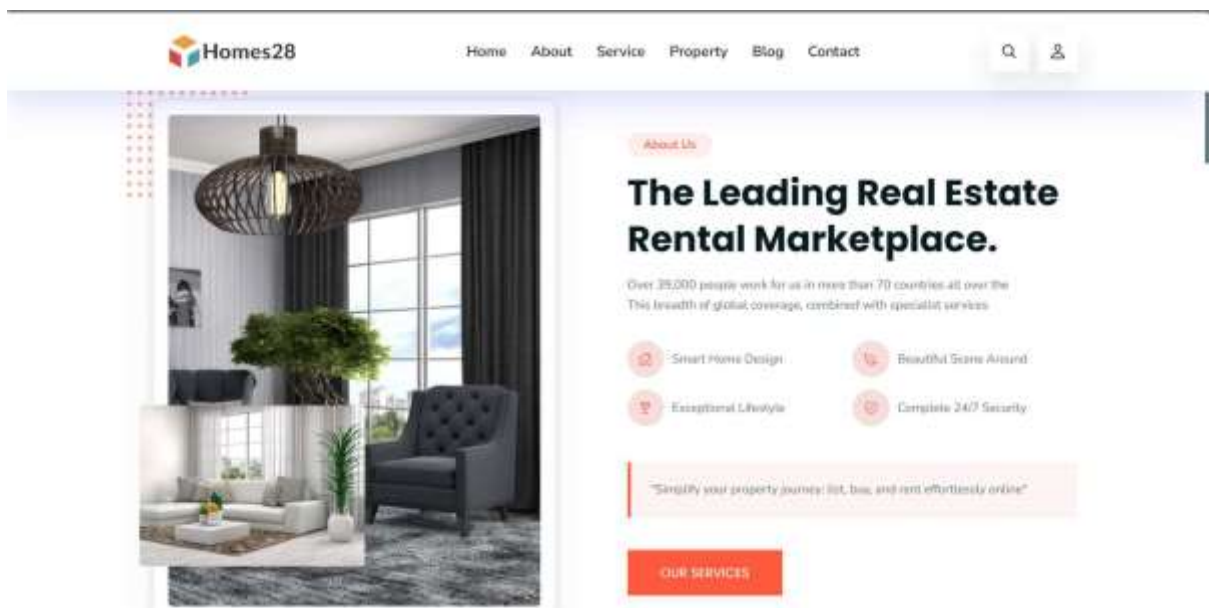 Homes28
Home About Service Property Blog Contact
About Us
The Leading Real Estate
Rental Marketplace.
Over 39,000 people work for us in more than 70 countries all over the
This breadth of global coverage, combined with specialist services
Smart Home Design
Beautiful Scene Around
Exceptional Lifestyle
Complete 24/7 Security
"Simplify your property journey: list, buy, and rent effortlessly online"
OUR SERVICES